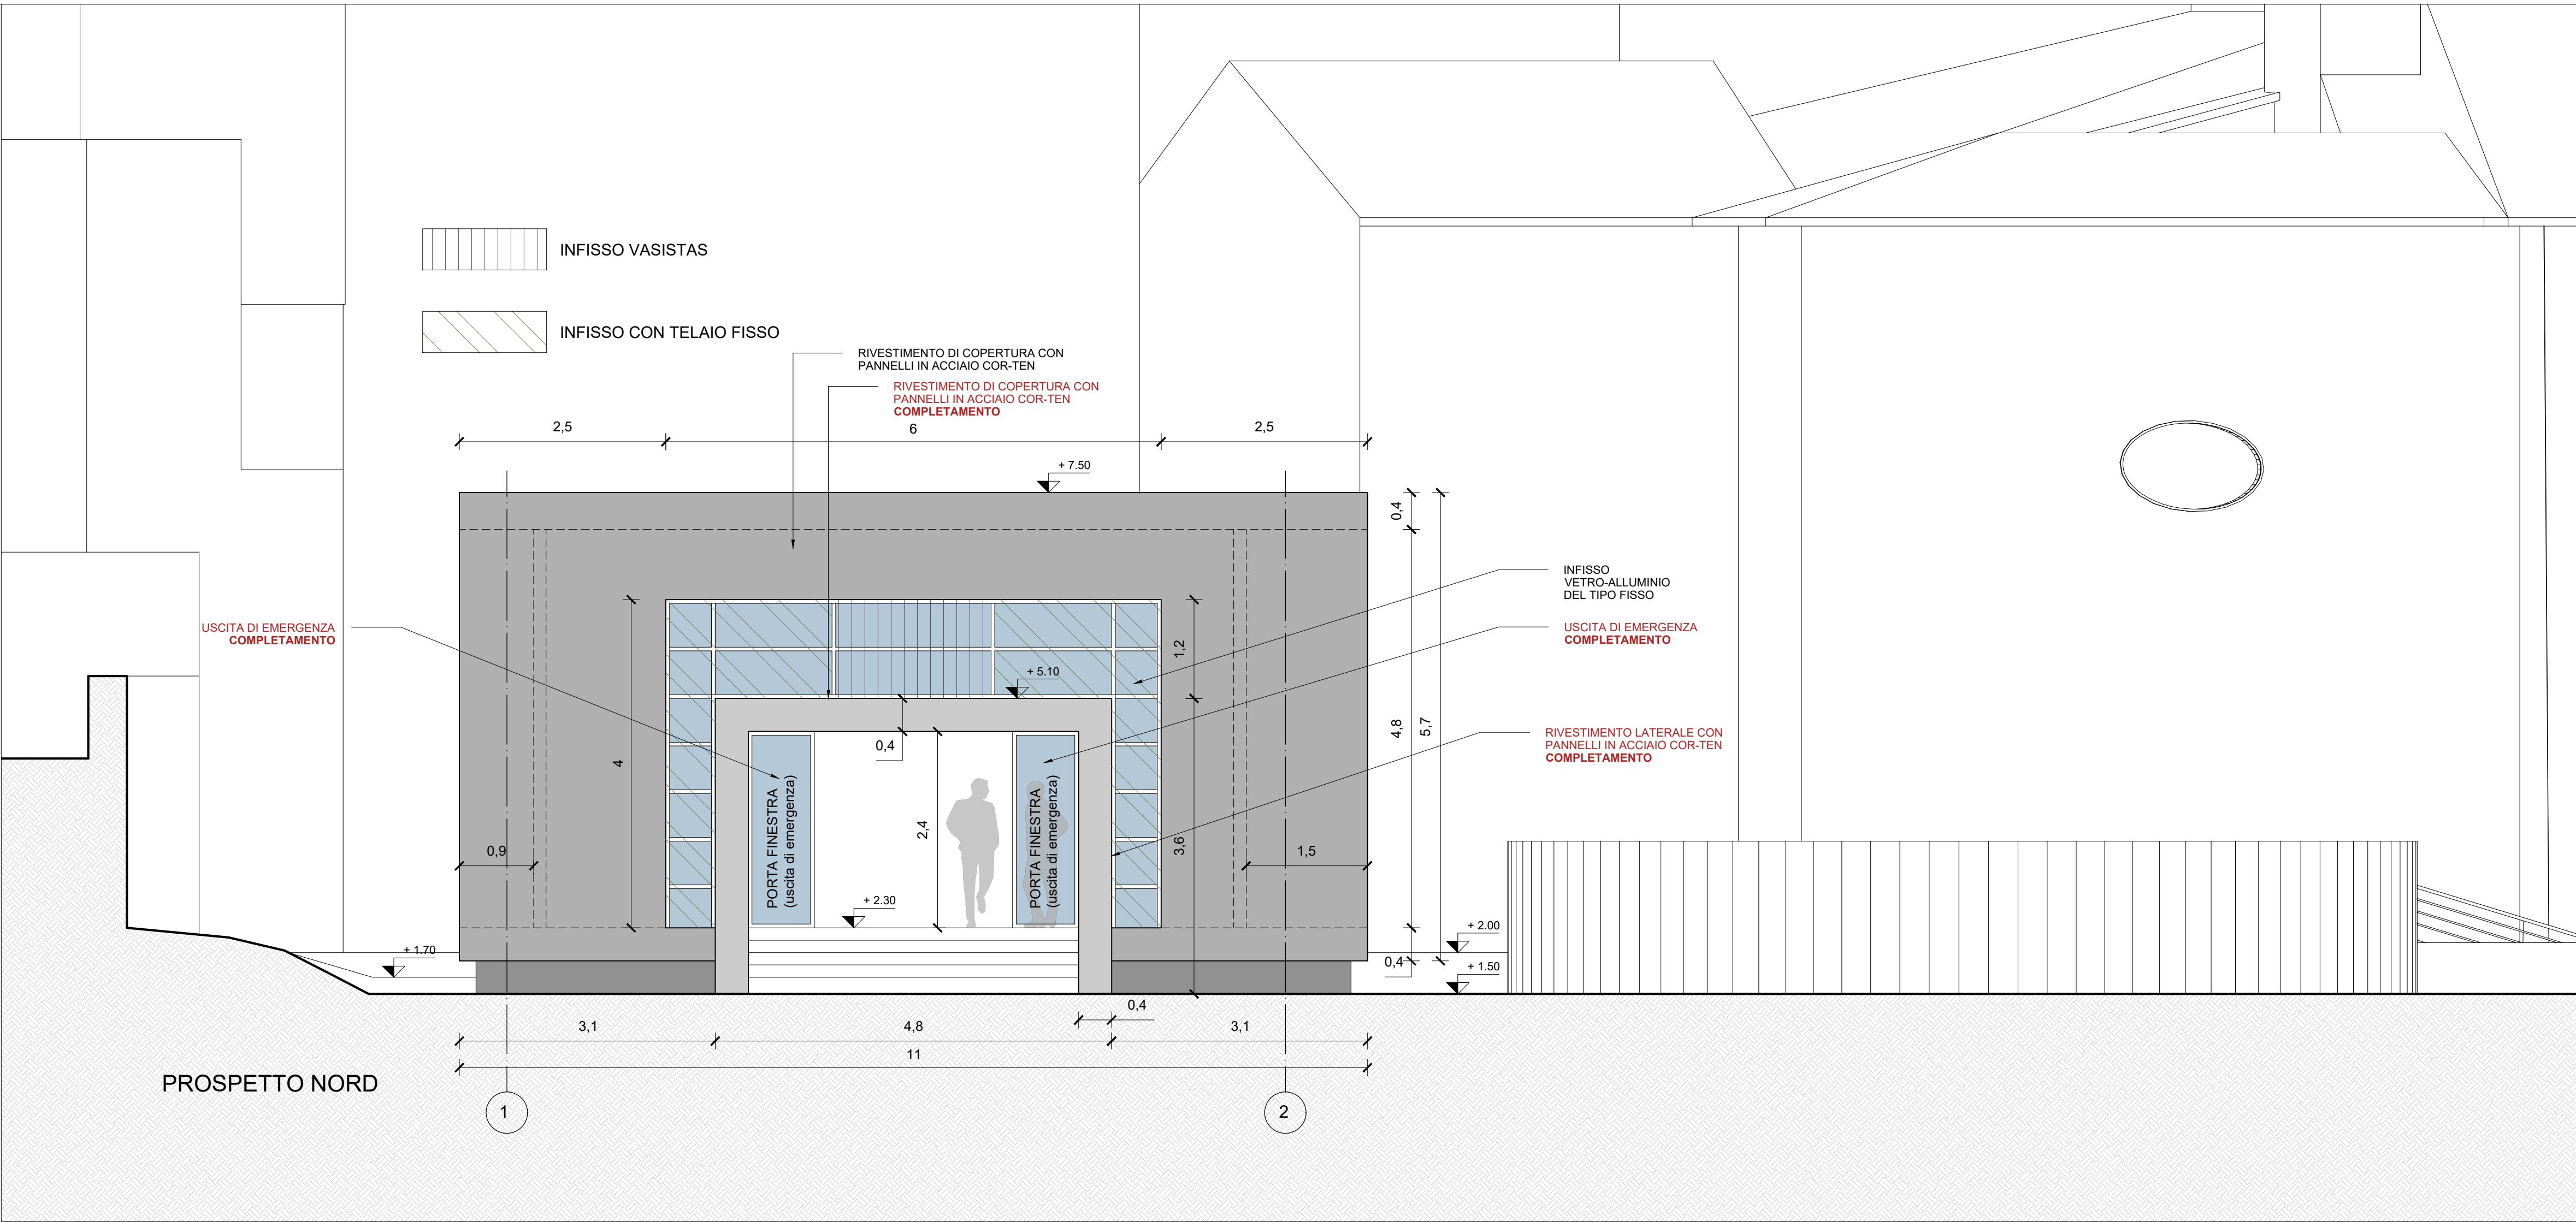 INFISSO VASISTAS
INFISSO CON TELAIO FISSO
RIVESTIMENTO DI COPERTURA CON
PANNELLI IN ACCIAIO COR-TEN
RIVESTIMENTO DI COPERTURA CON
PANNELLI IN ACCIAIO COR-TEN
COMPLETAMENTO
2,5
6
2,5
+ 7.50
0,4
INFISSO
VETRO-ALLUMINIO
DEL TIPO FISSO
USCITA DI EMERGENZA
COMPLETAMENTO
USCITA DI EMERGENZA
COMPLETAMENTO
1,2
+ 5.10
4,8
5,7
RIVESTIMENTO LATERALE CON
PANNELLI IN ACCIAIO COR-TEN
COMPLETAMENTO
0,4
4
PORTA FINESTRA
(uscita di emergenza)
2,4
PORTA FINESTRA
(uscita di emergenza)
3,6
0,9
1,5
+ 2.30
+ 2.00
+ 1.70
0,4
+ 1.50
0,4
3,1
4,8
3,1
11
PROSPETTO NORD
1
2